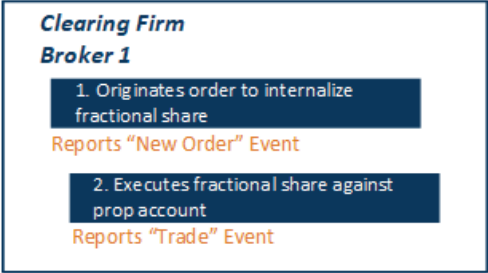 Clearing Firm
Broker 1
1. Originates order to internalize
fractional share
Reports “New Order” Event
2. Executes fractional share against
prop account
Reports “Trade” Event